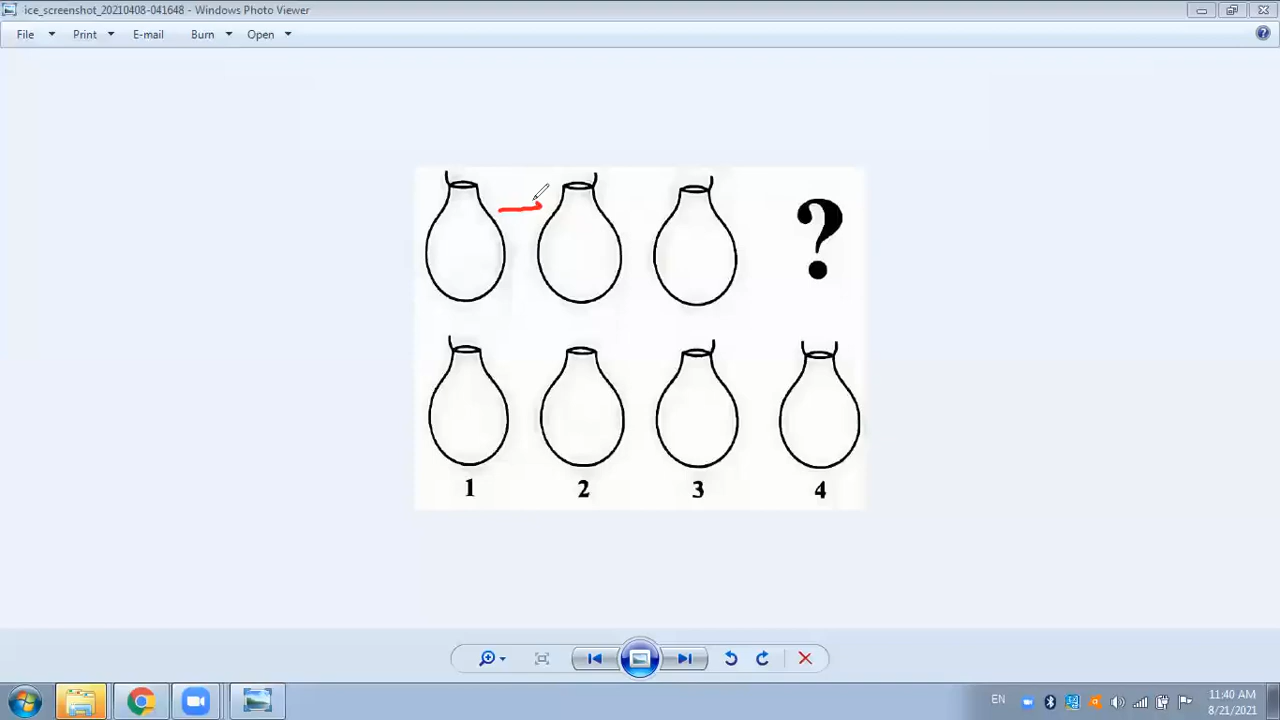 ice_screenshot_20210408-041648 - Windows Photo Viewer
File Print E-mail Burn Open
?
1 2 3 4
EN
11:40 AM
8/21/2021